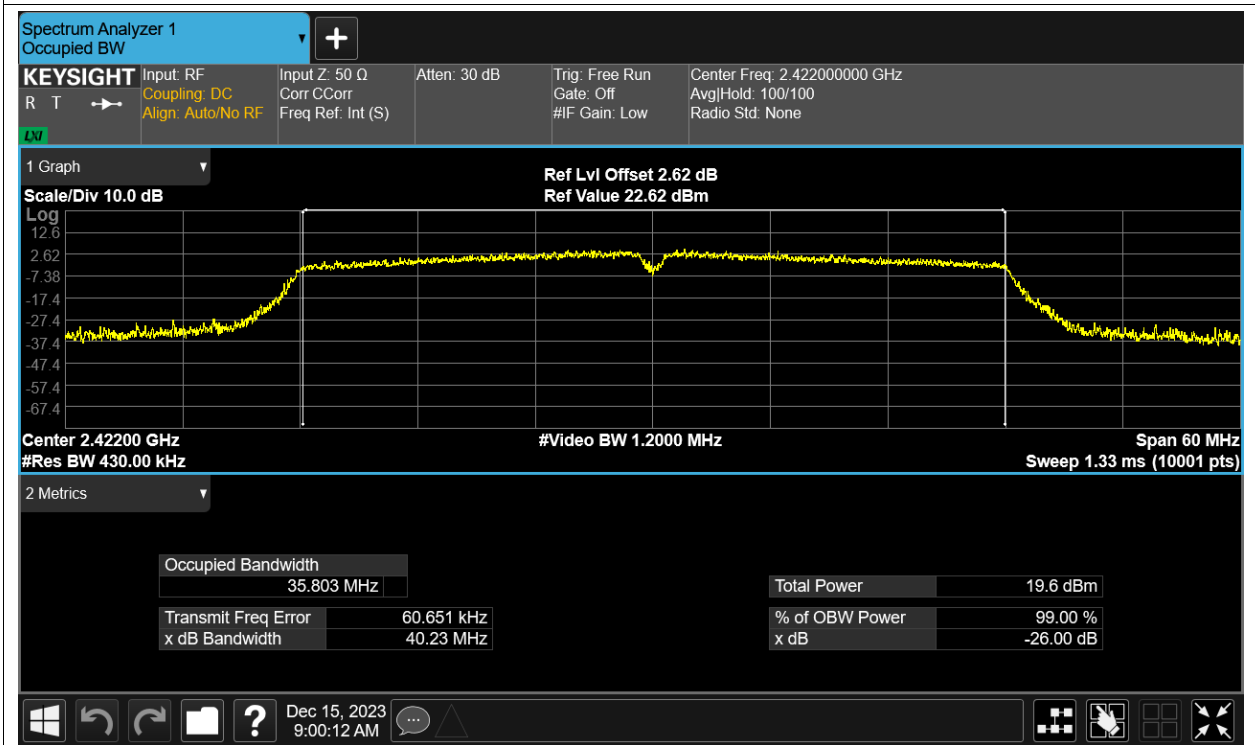 Spectrum Analyzer 1
Occupied BW
KEYSIGHT
R T
LXI
Input: RF
Coupling: DC
Align: Auto/No RF
Input Z: 50 Ω
Corr CCorr
Freq Ref: Int (S)
Atten: 30 dB
Trig: Free Run
Gate: Off
#IF Gain: Low
Center Freq: 2.422000000 GHz
Avg|Hold: 100/100
Radio Std: None
1 Graph
Scale/Div 10.0 dB
Ref Lvl Offset 2.62 dB
Ref Value 22.62 dBm
Log
12.6
2.62
-7.38
-17.4
-27.4
-37.4
-47.4
-57.4
-67.4
Center 2.42200 GHz
#Video BW 1.2000 MHz
Span 60 MHz
#Res BW 430.00 kHz
Sweep 1.33 ms (10001 pts)
2 Metrics
Occupied Bandwidth
35.803 MHz
Total Power 19.6 dBm
Transmit Freq Error 60.651 kHz
% of OBW Power 99.00 %
x dB Bandwidth 40.23 MHz
x dB -26.00 dB
?
Dec 15, 2023
9:00:12 AM